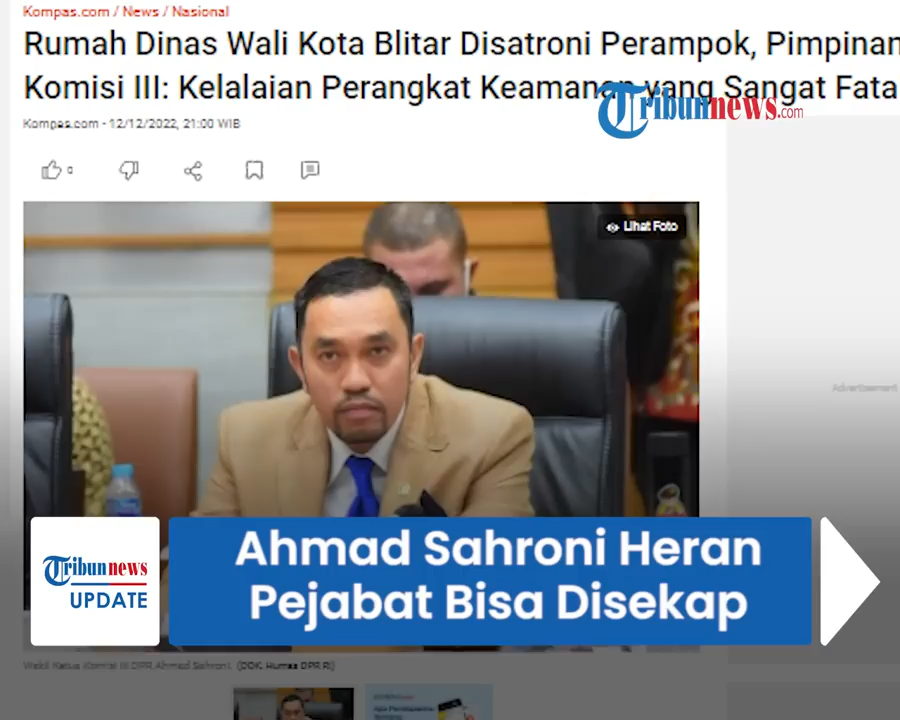 Kompas.com / News / Nasional
Rumah Dinas Wali Kota Blitar Disatroni Perampok, Pimpinan
Komisi III: Kelalaian Perangkat Keamanan yang Sangat Fata
Tribunnews.com
Kompas.com - 12/12/2022, 21:00 WIB
0
Lihat Foto
Advertisement
Ahmad Sahroni Heran
Pejabat Bisa Disekap
Tribunnews
UPDATE
Wakil Ketua Komisi III DPR Ahmad Sahroni. (DOK. Humas DPR RI)